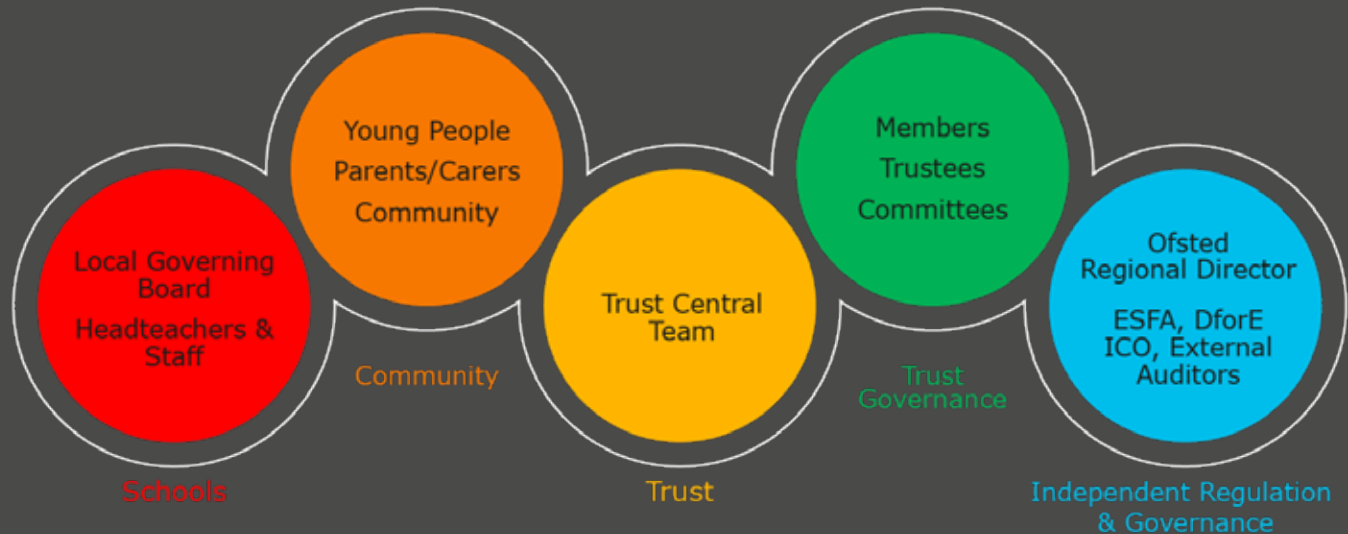 Local Governing
Board
Headteachers &
Staff
Schools
Young People
Parents/Carers
Community
Community
Trust Central
Team
Trust
Members
Trustees
Committees
Trust
Governance
Ofsted
Regional Director
ESFA, DforE
ICO, External
Auditors
Independent Regulation
& Governance